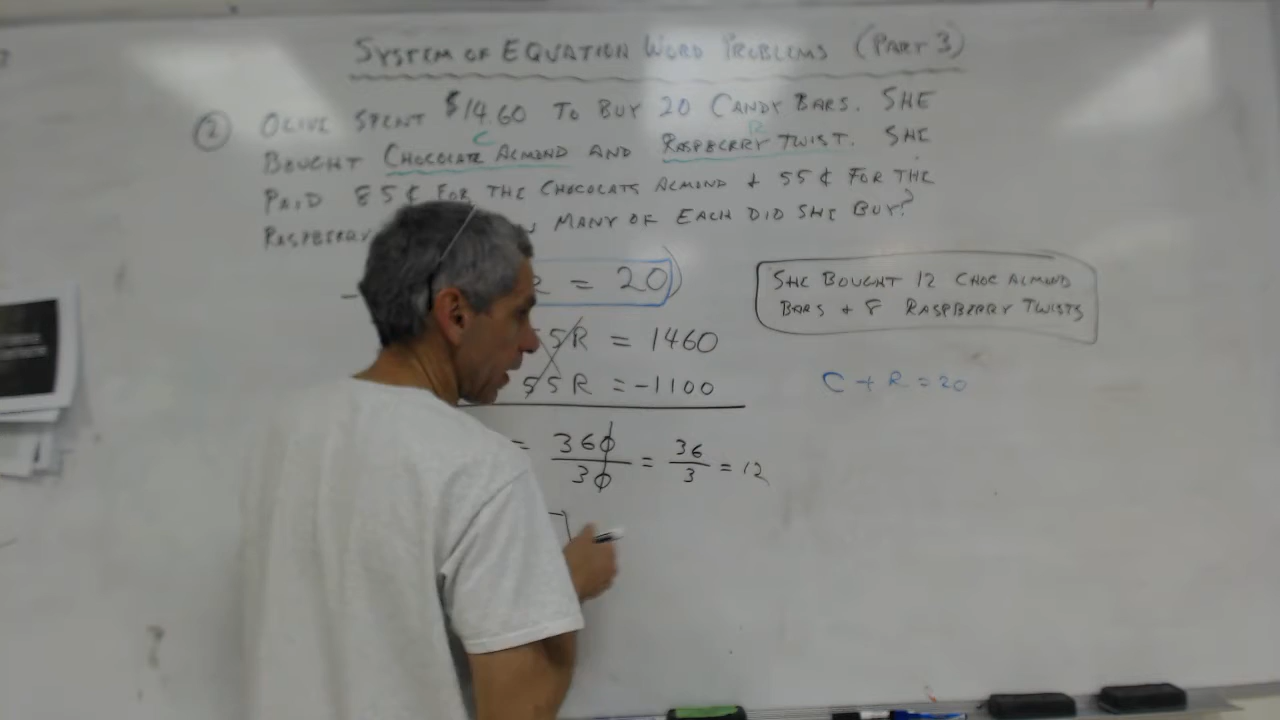 SYSTEM OF EQUATION WORD PROBLEMS (PART 3)
② OLIVE SPENT $14.60 TO BUY 20 CANDY BARS. SHE
C R
BOUGHT CHOCOLATE ALMOND AND RASPBERRY TWIST. SHE
PAID 85¢ FOR THE CHOCOLATE ALMOND + 55¢ FOR THE
RASPBERRY MANY OF EACH DID SHE BUY?
R = 20)
SHE BOUGHT 12 CHOC ALMOND
BARS + 8 RASPBERRY TWISTS
55R = 1460
55R = -1100
C + R = 20
= 360/30 = 36/3 = 12